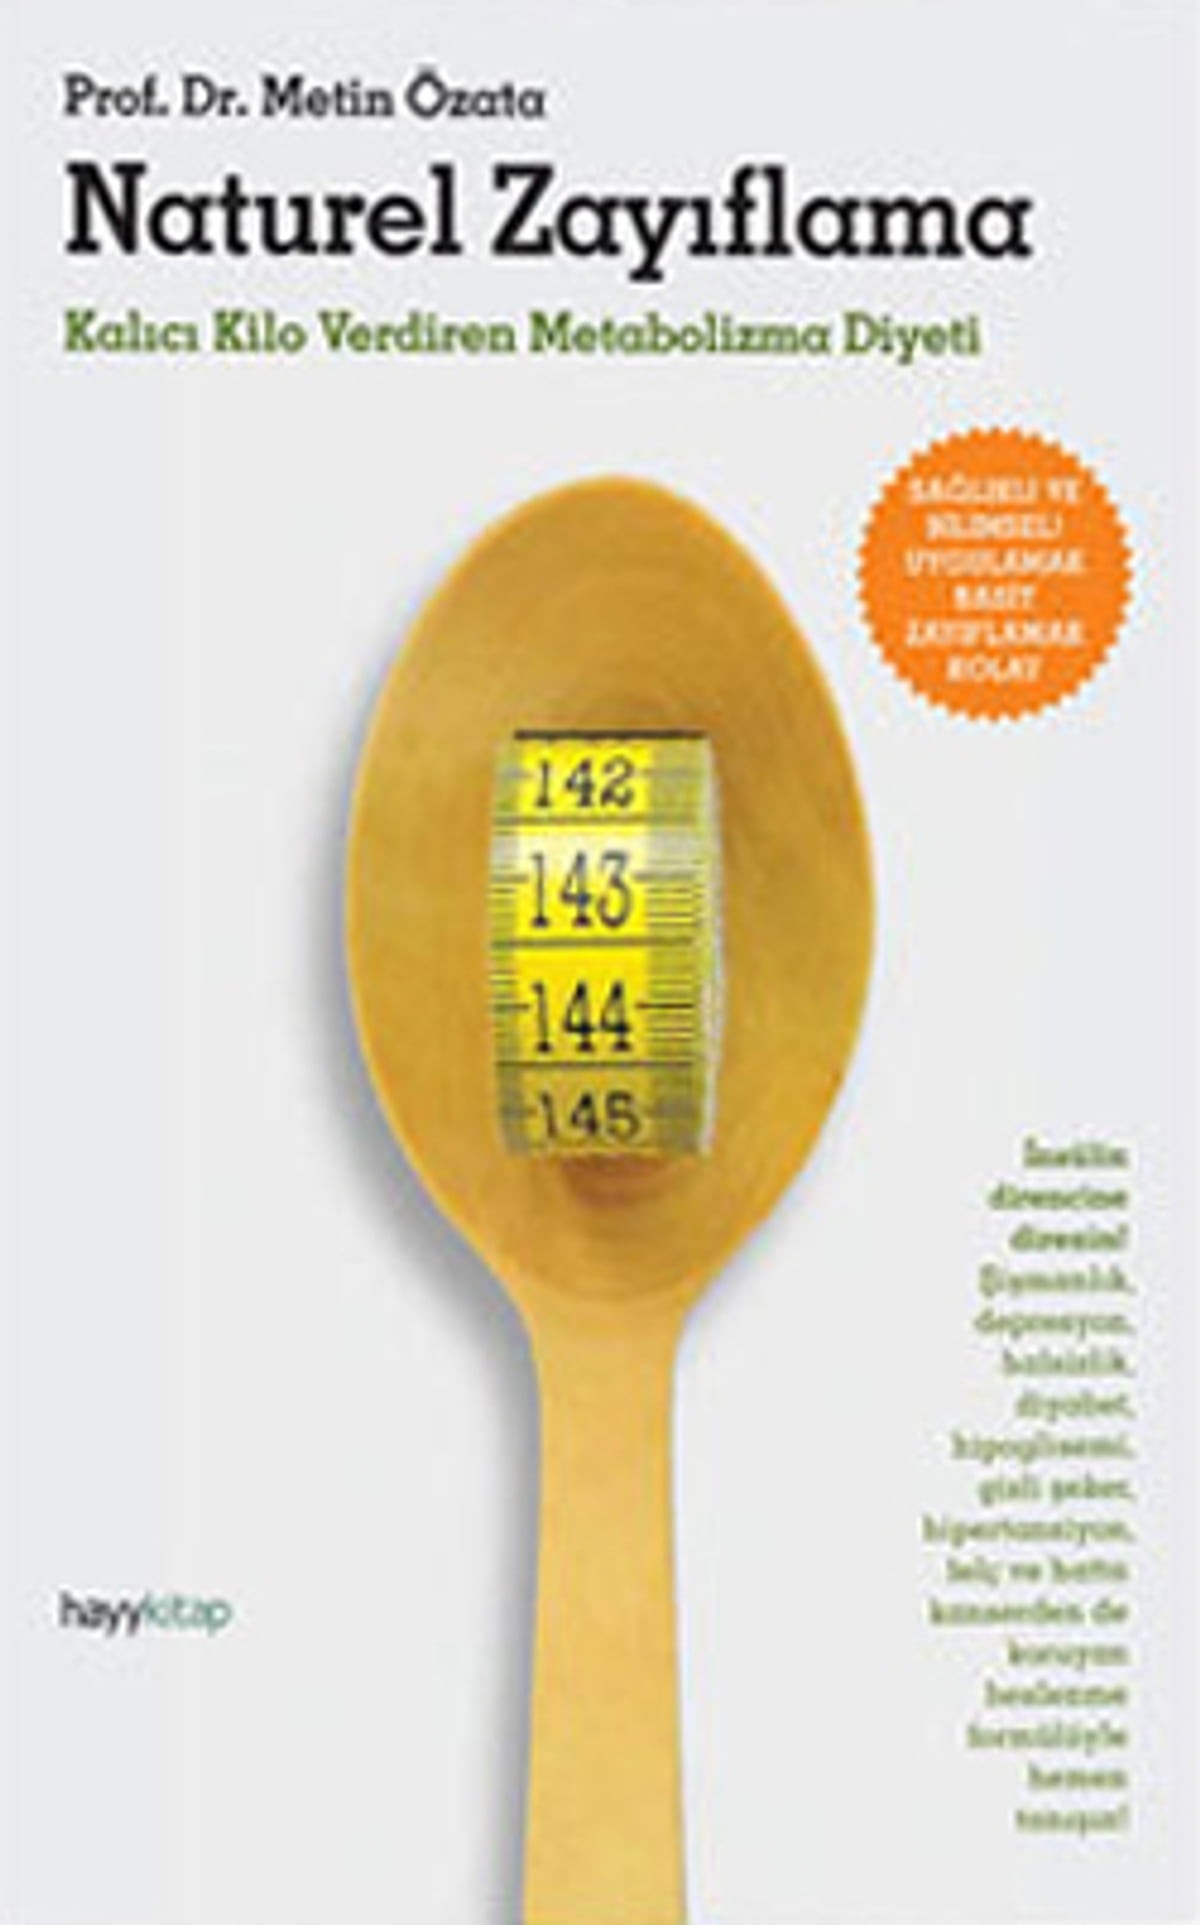 Prof. Dr. Metin Özata
Naturel Zayıflama
Kalıcı Kilo Verdiren Metabolizma Diyeti
SAĞLIKLI VE
BİLİMSEL!
UYGULAMAK
BASİT
ZAYIFLAMAK
KOLAY
142
143
144
145
İnsülin
direncine
direnin!
Şişmanlık,
depresyon,
halsizlik,
diyabet,
hipoglisemi,
gizli şeker,
hipertansiyon,
felç ve hatta
kanserden de
koruyan
beslenme
formülüyle
hemen
tanışın!
hayykitap